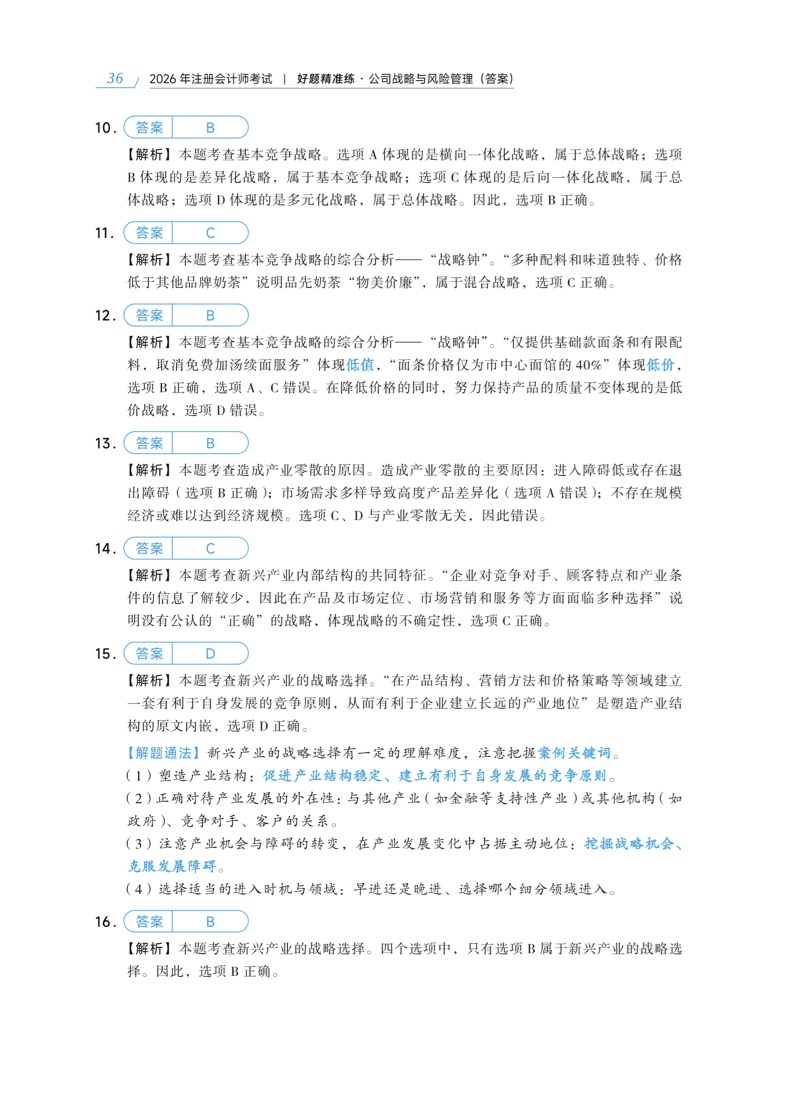 36 2026 年注册会计师考试 | 好题精准练 · 公司战略与风险管理（答案）
10. 答案 B
【解析】本题考查基本竞争战略。选项 A 体现的是横向一体化战略，属于总体战略；选项
B 体现的是差异化战略，属于基本竞争战略；选项 C 体现的是后向一体化战略，属于总
体战略；选项 D 体现的是多元化战略，属于总体战略。因此，选项 B 正确。
11. 答案 C
【解析】本题考查基本竞争战略的综合分析——“战略钟”。“多种配料和味道独特、价格
低于其他品牌奶茶”说明品先奶茶“物美价廉”，属于混合战略，选项 C 正确。
12. 答案 B
【解析】本题考查基本竞争战略的综合分析——“战略钟”。“仅提供基础款面条和有限配
料，取消免费加汤续面服务”体现低值，“面条价格仅为市中心面馆的 40%”体现低价，
选项 B 正确，选项 A、C 错误。在降低价格的同时，努力保持产品的质量不变体现的是低
价战略，选项 D 错误。
13. 答案 B
【解析】本题考查造成产业零散的原因。造成产业零散的主要原因：进入障碍低或存在退
出障碍（选项 B 正确）；市场需求多样导致高度产品差异化（选项 A 错误）；不存在规模
经济或难以达到经济规模。选项 C、D 与产业零散无关，因此错误。
14. 答案 C
【解析】本题考查新兴产业内部结构的共同特征。“企业对竞争对手、顾客特点和产业条
件的信息了解较少，因此在产品及市场定位、市场营销和服务等方面面临多种选择”说
明没有公认的“正确”的战略，体现战略的不确定性，选项 C 正确。
15. 答案 D
【解析】本题考查新兴产业的战略选择。“在产品结构、营销方法和价格策略等领域建立
一套有利于自身发展的竞争原则，从而有利于企业建立长远的产业地位”是塑造产业结
构的原文内嵌，选项 D 正确。
【解题通法】新兴产业的战略选择有一定的理解难度，注意把握案例关键词。
（1）塑造产业结构：促进产业结构稳定、建立有利于自身发展的竞争原则。
（2）正确对待产业发展的外在性：与其他产业（如金融等支持性产业）或其他机构（如
政府）、竞争对手、客户的关系。
（3）注意产业机会与障碍的转变，在产业发展变化中占据主动地位：挖掘战略机会、
克服发展障碍。
（4）选择适当的进入时机与领域：早进还是晚进、选择哪个细分领域进入。
16. 答案 B
【解析】本题考查新兴产业的战略选择。四个选项中，只有选项 B 属于新兴产业的战略选
择。因此，选项 B 正确。